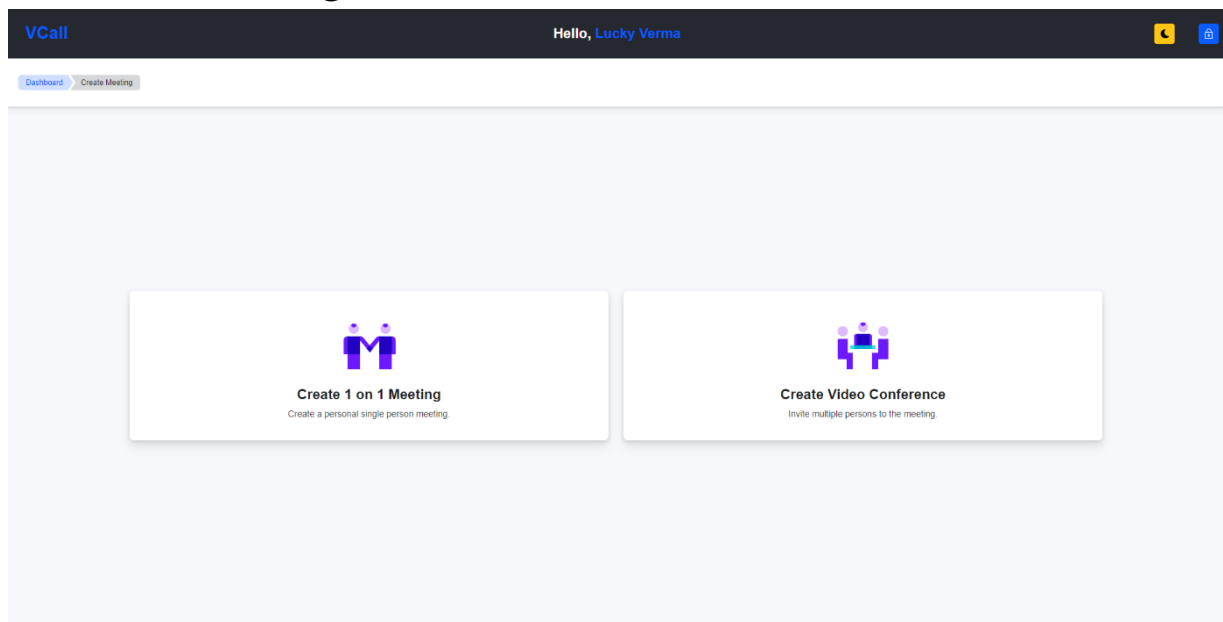 VCall
Hello, Lucky Verma
Dashboard Create Meeting
Create 1 on 1 Meeting
Create a personal single person meeting.
Create Video Conference
Invite multiple persons to the meeting.